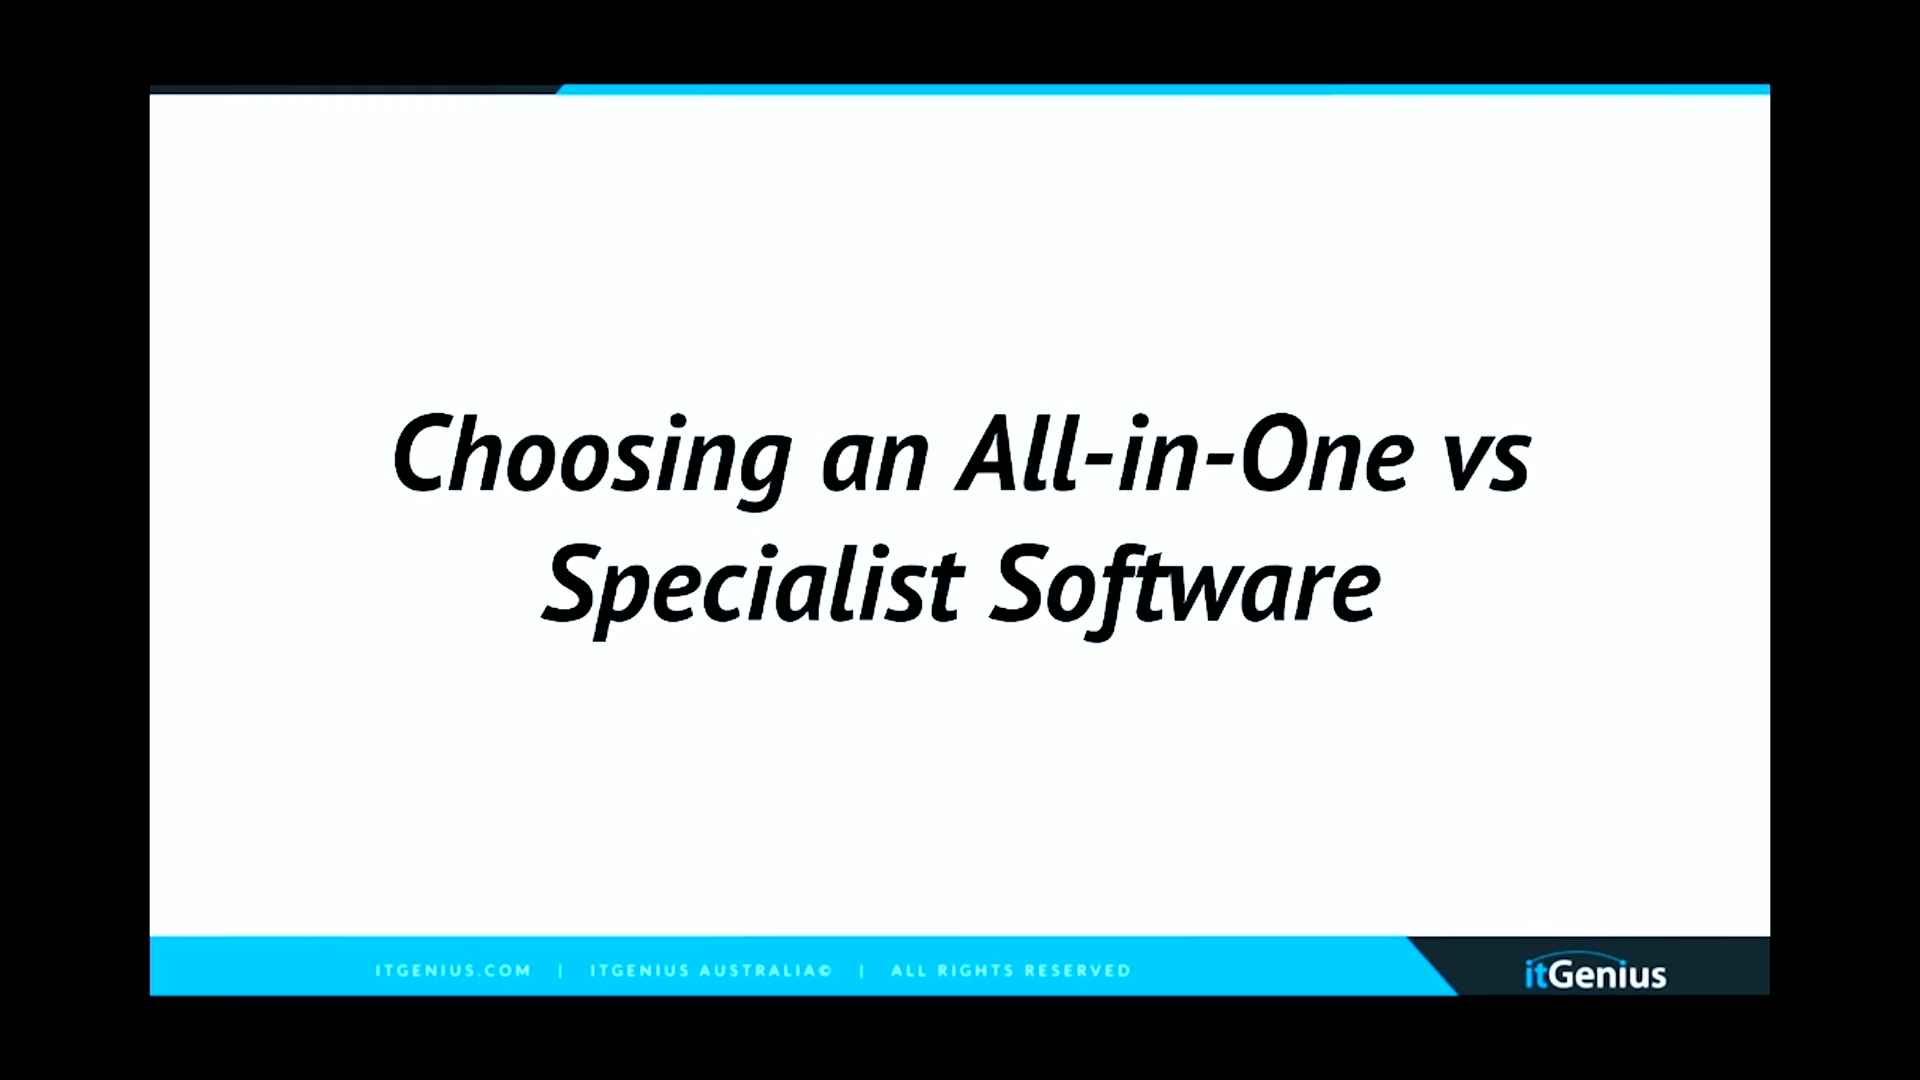 Choosing an All-in-One vs
Specialist Software
ITGENIUS.COM | ITGENIUS AUSTRALIA© | ALL RIGHTS RESERVED
itGenius